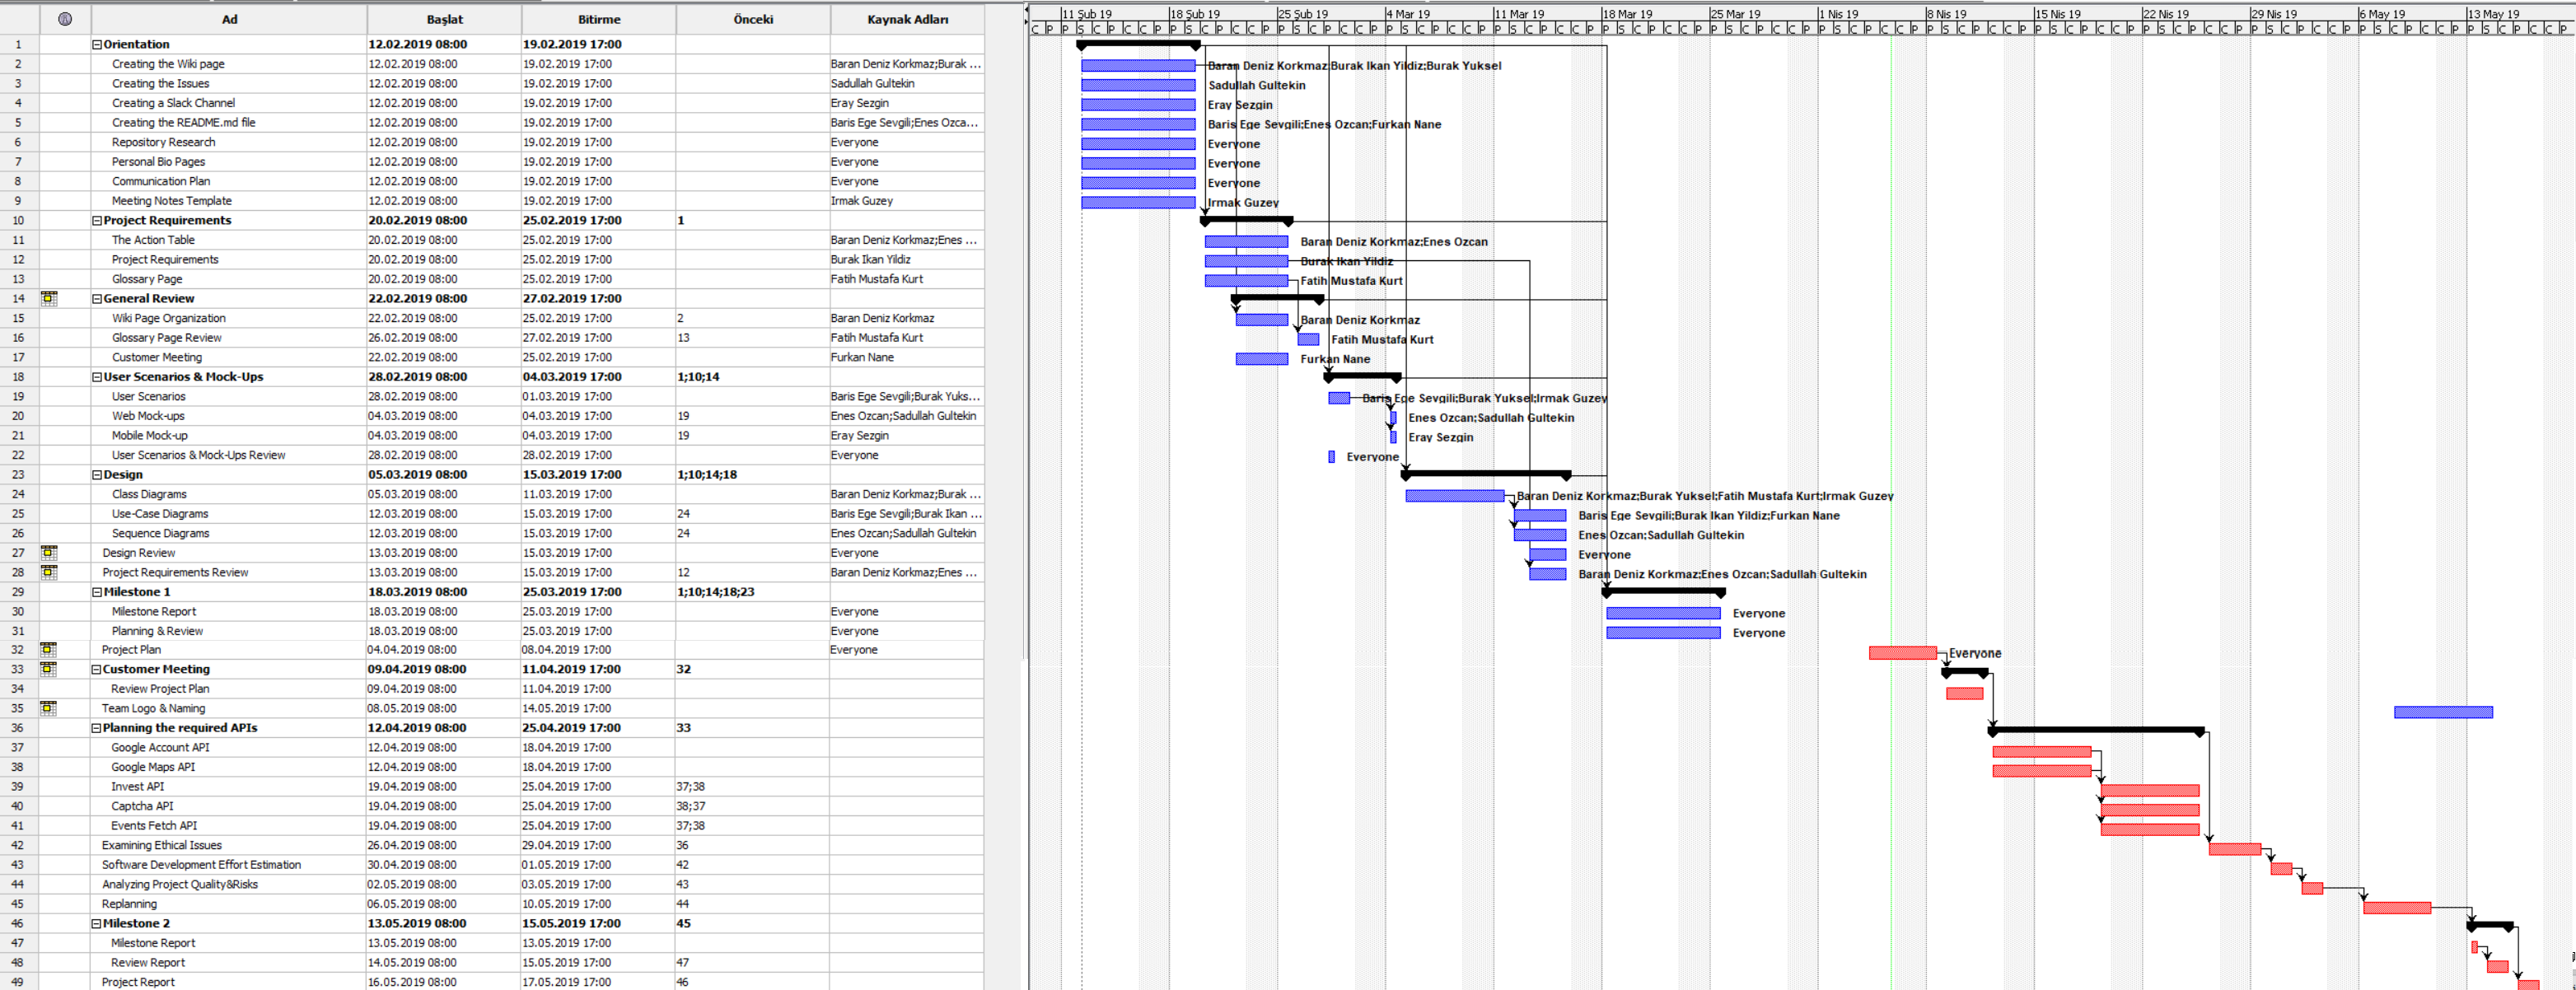 Ad Başlat Bitirme Önceki Kaynak Adları
1 Orientation 12.02.2019 08:00 19.02.2019 17:00
2 Creating the Wiki page 12.02.2019 08:00 19.02.2019 17:00 Baran Deniz Korkmaz;Burak ...
3 Creating the Issues 12.02.2019 08:00 19.02.2019 17:00 Sadullah Gultekin
4 Creating a Slack Channel 12.02.2019 08:00 19.02.2019 17:00 Eray Sezgin
5 Creating the README.md file 12.02.2019 08:00 19.02.2019 17:00 Baris Ege Sevgili;Enes Ozca...
6 Repository Research 12.02.2019 08:00 19.02.2019 17:00 Everyone
7 Personal Bio Pages 12.02.2019 08:00 19.02.2019 17:00 Everyone
8 Communication Plan 12.02.2019 08:00 19.02.2019 17:00 Everyone
9 Meeting Notes Template 12.02.2019 08:00 19.02.2019 17:00 Irmak Guzey
10 Project Requirements 20.02.2019 08:00 25.02.2019 17:00 1
11 The Action Table 20.02.2019 08:00 25.02.2019 17:00 Baran Deniz Korkmaz;Enes ...
12 Project Requirements 20.02.2019 08:00 25.02.2019 17:00 Burak Ikan Yildiz
13 Glossary Page 20.02.2019 08:00 25.02.2019 17:00 Fatih Mustafa Kurt
14 General Review 22.02.2019 08:00 27.02.2019 17:00
15 Wiki Page Organization 22.02.2019 08:00 25.02.2019 17:00 2 Baran Deniz Korkmaz
16 Glossary Page Review 26.02.2019 08:00 27.02.2019 17:00 13 Fatih Mustafa Kurt
17 Customer Meeting 22.02.2019 08:00 25.02.2019 17:00 Furkan Nane
18 User Scenarios & Mock-Ups 28.02.2019 08:00 04.03.2019 17:00 1;10;14
19 User Scenarios 28.02.2019 08:00 01.03.2019 17:00 Baris Ege Sevgili;Burak Yuks...
20 Web Mock-ups 04.03.2019 08:00 04.03.2019 17:00 19 Enes Ozcan;Sadullah Gultekin
21 Mobile Mock-up 04.03.2019 08:00 04.03.2019 17:00 19 Eray Sezgin
22 User Scenarios & Mock-Ups Review 28.02.2019 08:00 28.02.2019 17:00 Everyone
23 Design 05.03.2019 08:00 15.03.2019 17:00 1;10;14;18
24 Class Diagrams 05.03.2019 08:00 11.03.2019 17:00 Baran Deniz Korkmaz;Burak ...
25 Use-Case Diagrams 12.03.2019 08:00 15.03.2019 17:00 24 Baris Ege Sevgili;Burak Ikan ...
26 Sequence Diagrams 12.03.2019 08:00 15.03.2019 17:00 24 Enes Ozcan;Sadullah Gultekin
27 Design Review 13.03.2019 08:00 15.03.2019 17:00 Everyone
28 Project Requirements Review 13.03.2019 08:00 15.03.2019 17:00 12 Baran Deniz Korkmaz;Enes ...
29 Milestone 1 18.03.2019 08:00 25.03.2019 17:00 1;10;14;18;23
30 Milestone Report 18.03.2019 08:00 25.03.2019 17:00 Everyone
31 Planning & Review 18.03.2019 08:00 25.03.2019 17:00 Everyone
32 Project Plan 04.04.2019 08:00 08.04.2019 17:00 Everyone
33 Customer Meeting 09.04.2019 08:00 11.04.2019 17:00 32
34 Review Project Plan 09.04.2019 08:00 11.04.2019 17:00
35 Team Logo & Naming 08.05.2019 08:00 14.05.2019 17:00
36 Planning the required APIs 12.04.2019 08:00 25.04.2019 17:00 33
37 Google Account API 12.04.2019 08:00 18.04.2019 17:00
38 Google Maps API 12.04.2019 08:00 18.04.2019 17:00
39 Invest API 19.04.2019 08:00 25.04.2019 17:00 37;38
40 Captcha API 19.04.2019 08:00 25.04.2019 17:00 38;37
41 Events Fetch API 19.04.2019 08:00 25.04.2019 17:00 37;38
42 Examining Ethical Issues 26.04.2019 08:00 29.04.2019 17:00 36
43 Software Development Effort Estimation 30.04.2019 08:00 01.05.2019 17:00 42
44 Analyzing Project Quality&Risks 02.05.2019 08:00 03.05.2019 17:00 43
45 Replanning 06.05.2019 08:00 10.05.2019 17:00 44
46 Milestone 2 13.05.2019 08:00 15.05.2019 17:00 45
47 Milestone Report 13.05.2019 08:00 13.05.2019 17:00
48 Review Report 14.05.2019 08:00 15.05.2019 17:00 47
49 Project Report 16.05.2019 08:00 17.05.2019 17:00 46
11 Şub 19 18 Şub 19 25 Şub 19 4 Mar 19 11 Mar 19 18 Mar 19 25 Mar 19 1 Nis 19 8 Nis 19 15 Nis 19 22 Nis 19 29 Nis 19 6 May 19 13 May 19
Baran Deniz Korkmaz;Burak Ikan Yildiz;Burak Yuksel
Sadullah Gultekin
Eray Sezgin
Baris Ege Sevgili;Enes Ozcan;Furkan Nane
Everyone
Everyone
Everyone
Irmak Guzey
Baran Deniz Korkmaz;Enes Ozcan
Burak Ikan Yildiz
Fatih Mustafa Kurt
Baran Deniz Korkmaz
Fatih Mustafa Kurt
Furkan Nane
Baris Ege Sevgili;Burak Yuksel;Irmak Guzey
Enes Ozcan;Sadullah Gultekin
Eray Sezgin
Everyone
Baran Deniz Korkmaz;Burak Yuksel;Fatih Mustafa Kurt;Irmak Guzey
Baris Ege Sevgili;Burak Ikan Yildiz;Furkan Nane
Enes Ozcan;Sadullah Gultekin
Everyone
Baran Deniz Korkmaz;Enes Ozcan;Sadullah Gultekin
Everyone
Everyone
Everyone